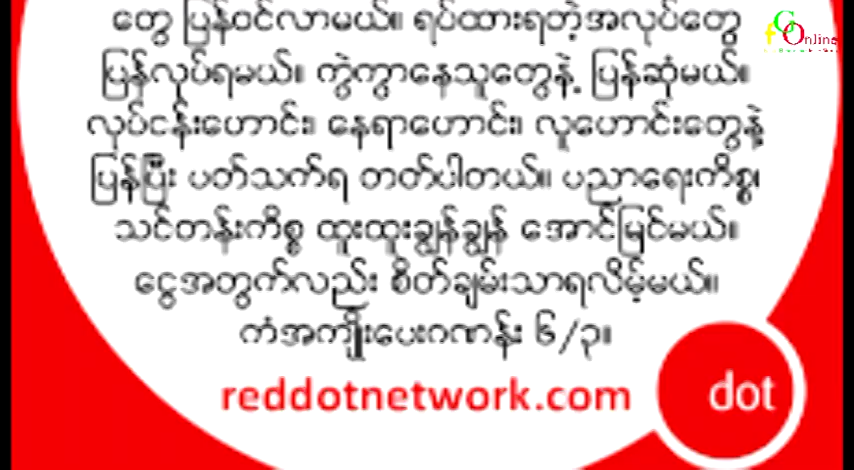 တွေ ပြန်ဝင်လာမယ်။ ရပ်ထားရတဲ့အလုပ်တွေ
ပြန်လုပ်ရမယ်။ ကွဲကွာနေသူတွေနဲ့ ပြန်ဆုံမယ်။
လုပ်ငန်းဟောင်း၊ နေရာဟောင်း၊ လူဟောင်းတွေနဲ့
ပြန်ပြီး ပတ်သက်ရ တတ်ပါတယ်။ ပညာရေးကိစ္စ၊
သင်တန်းကိစ္စ ထူးထူးချွန်ချွန် အောင်မြင်မယ်။
ငွေအတွက်လည်း စိတ်ချမ်းသာရလိမ့်မယ်။
ကံအကျိုးပေးဂဏန်း ၆/၃။
reddotnetwork.com
dot
GOnline